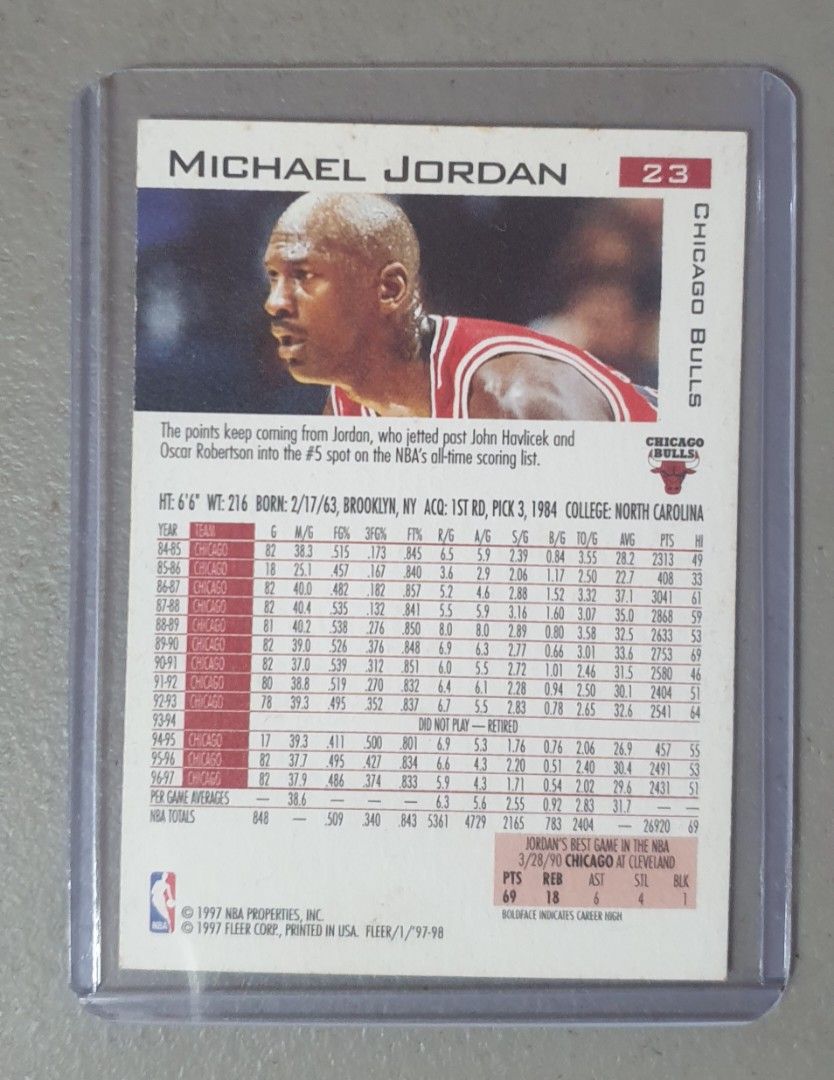 MICHAEL JORDAN 23
CHICAGO BULLS
The points keep coming from Jordan, who jetted past John Havlicek and
Oscar Robertson into the #5 spot on the NBA's all-time scoring list.
CHICAGO
BULLS
HT: 6'6" WT: 216 BORN: 2/17/63, BROOKLYN, NY ACQ: 1ST RD, PICK 3, 1984 COLLEGE: NORTH CAROLINA
YEAR TEAM G M/G FG% 3FG% FT% R/G A/G S/G B/G TO/G AVG PTS HI
84-85 CHICAGO 82 38.3 .515 .173 .845 6.5 5.9 2.39 0.84 3.55 28.2 2313 49
85-86 CHICAGO 18 25.1 .457 .167 .840 3.6 2.9 2.06 1.17 2.50 22.7 408 33
86-87 CHICAGO 82 40.0 .482 .182 .857 5.2 4.6 2.88 1.52 3.32 37.1 3041 61
87-88 CHICAGO 82 40.4 .535 .132 .841 5.5 5.9 3.16 1.60 3.07 35.0 2868 59
88-89 CHICAGO 81 40.2 .538 .276 .850 8.0 8.0 2.89 0.80 3.58 32.5 2633 53
89-90 CHICAGO 82 39.0 .526 .376 .848 6.9 6.3 2.77 0.66 3.01 33.6 2753 69
90-91 CHICAGO 82 37.0 .539 .312 .851 6.0 5.5 2.72 1.01 2.46 31.5 2580 46
91-92 CHICAGO 80 38.8 .519 .270 .832 6.4 6.1 2.28 0.94 2.50 30.1 2404 51
92-93 CHICAGO 78 39.3 .495 .352 .837 6.7 5.5 2.83 0.78 2.65 32.6 2541 64
93-94 DID NOT PLAY — RETIRED
94-95 CHICAGO 17 39.3 .411 .500 .801 6.9 5.3 1.76 0.76 2.06 26.9 457 55
95-96 CHICAGO 82 37.7 .495 .427 .834 6.6 4.3 2.20 0.51 2.40 30.4 2491 53
96-97 CHICAGO 82 37.9 .486 .374 .833 5.9 4.3 1.71 0.54 2.02 29.6 2431 51
PER GAME AVERAGES — 38.6 — — — 6.3 5.6 2.55 0.92 2.83 31.7 — —
NBA TOTALS 848 — .509 .340 .843 5361 4729 2165 783 2404 — 26920 69
JORDAN'S BEST GAME IN THE NBA
3/28/90 CHICAGO AT CLEVELAND
PTS REB AST STL BLK
69 18 6 4 1
BOLDFACE INDICATES CAREER HIGH
NBA
© 1997 NBA PROPERTIES, INC.
© 1997 FLEER CORP., PRINTED IN USA. FLEER/1/'97-98